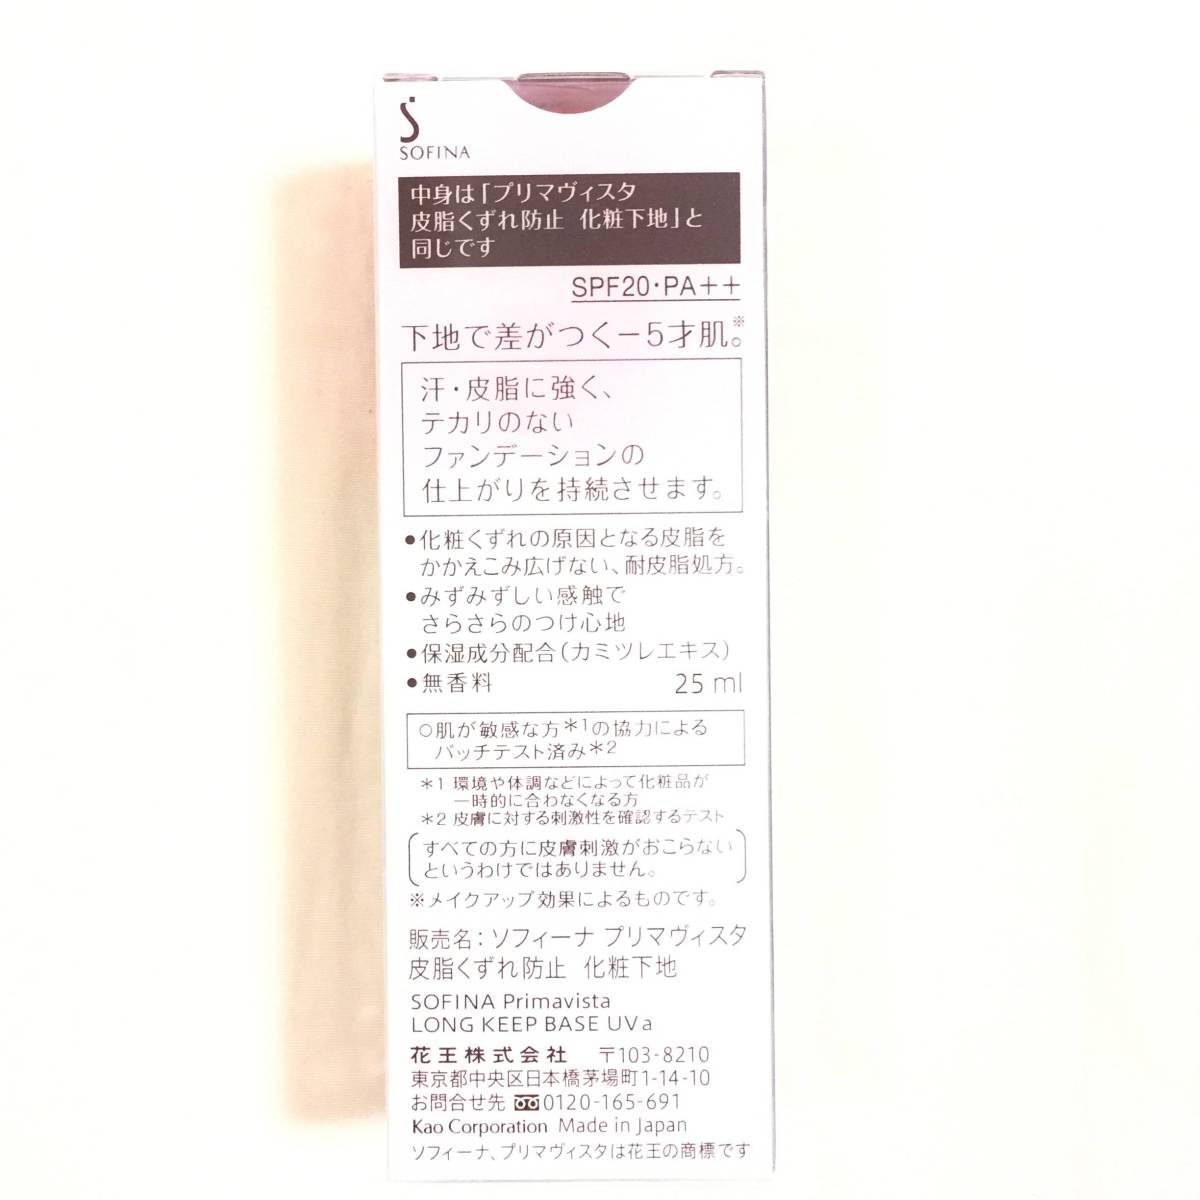 SOFINA
中身は「プリマヴィスタ
皮脂くずれ防止 化粧下地」と
同じです
SPF20・PA++
下地で差がつく－5才肌。※
汗・皮脂に強く、
テカリのない
ファンデーションの
仕上がりを持続させます。
●化粧くずれの原因となる皮脂を
かかえこみ広げない、耐皮脂処方。
●みずみずしい感触で
さらさらのつけ心地
●保湿成分配合（カミツレエキス）
●無香料 25 ml
○肌が敏感な方＊1の協力による
パッチテスト済み＊2
＊1 環境や体調などによって化粧品が
一時的に合わなくなる方
＊2 皮膚に対する刺激性を確認するテスト
（すべての方に皮膚刺激がおこらない
というわけではありません。）
※メイクアップ効果によるものです。
販売名：ソフィーナ プリマヴィスタ
皮脂くずれ防止 化粧下地
SOFINA Primavista
LONG KEEP BASE UV a
花王株式会社 〒103-8210
東京都中央区日本橋茅場町1-14-10
お問合せ先 0120-165-691
Kao Corporation Made in Japan
ソフィーナ、プリマヴィスタは花王の商標です